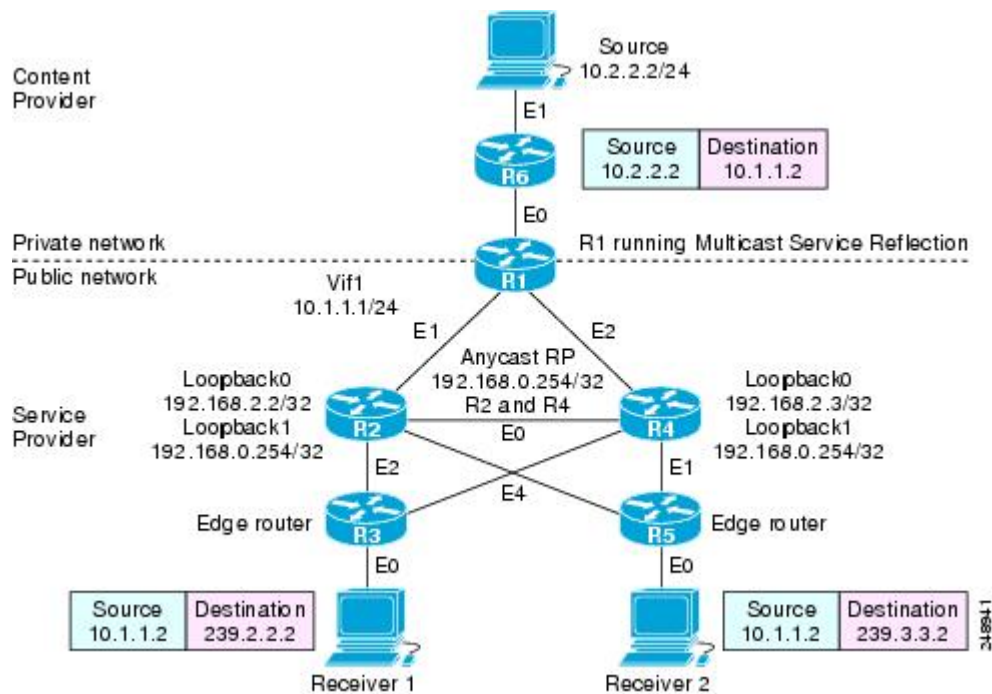 Source
10.2.2.2/24
Content
Provider
E1
Source
10.2.2.2
Destination
10.1.1.2
R6
E0
Private network
R1 running Multicast Service Reflection
Public network
R1
Vif1
10.1.1.1/24
E1
E2
Anycast RP
192.168.0.254/32
R2 and R4
Loopback0
192.168.2.2/32
Loopback1
192.168.0.254/32
Loopback0
192.168.2.3/32
Loopback1
192.168.0.254/32
Service
Provider
R2
E0
R4
E2
E4
E1
Edge router
R3
R5
Edge router
E0
E0
Source
10.1.1.2
Destination
239.2.2.2
Source
10.1.1.2
Destination
239.3.3.2
Receiver 1
Receiver 2
248941